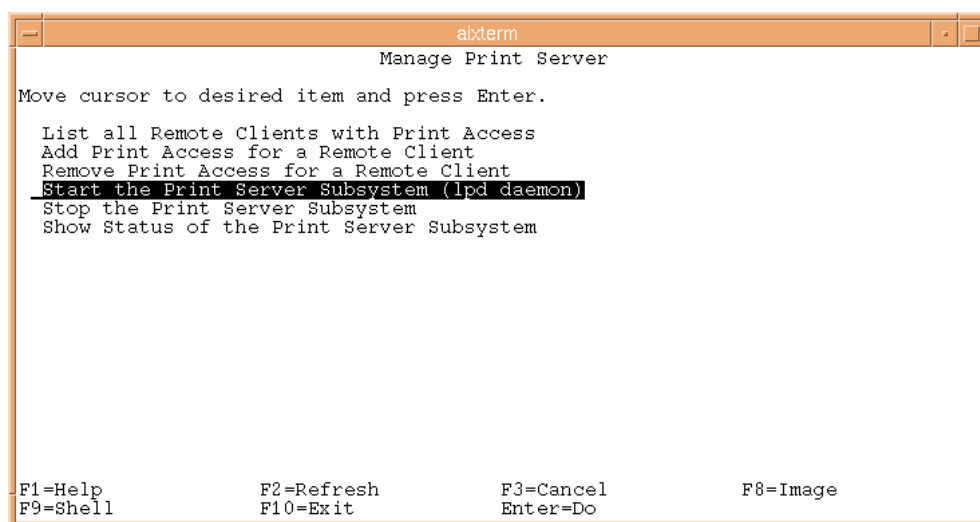 aixterm
Manage Print Server
Move cursor to desired item and press Enter.
List all Remote Clients with Print Access
Add Print Access for a Remote Client
Remove Print Access for a Remote Client
Start the Print Server Subsystem (lpd daemon)
Stop the Print Server Subsystem
Show Status of the Print Server Subsystem
F1=Help F2=Refresh F3=Cancel F8=Image
F9=Shell F10=Exit Enter=Do